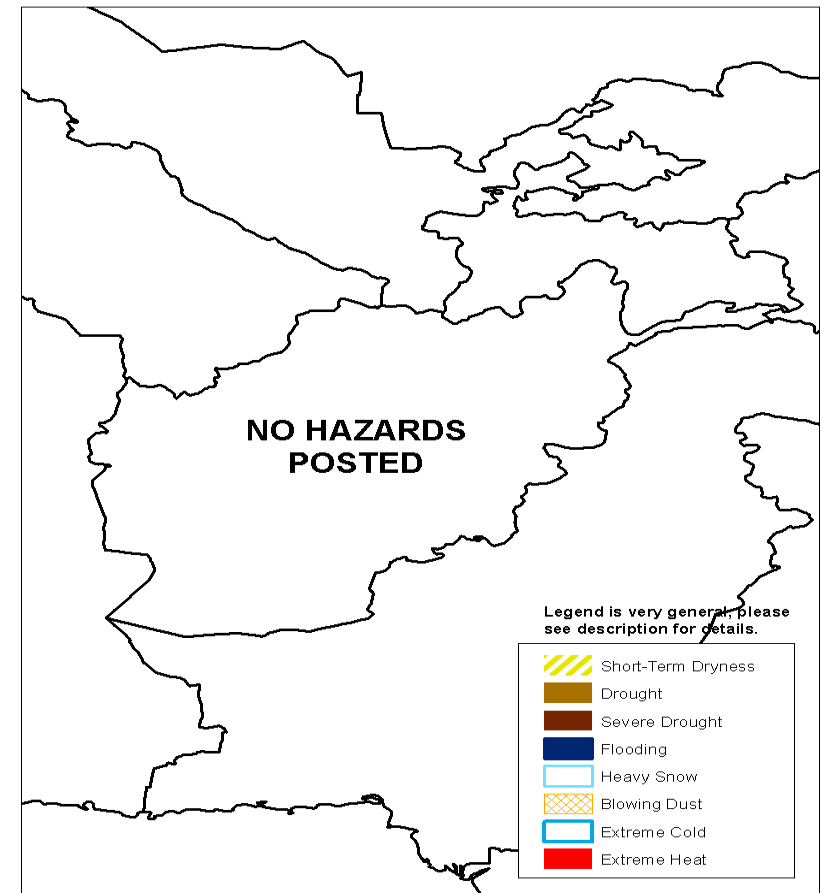 NO HAZARDS
POSTED
Legend is very general, please
see description for details.
Short-Term Dryness
Drought
Severe Drought
Flooding
Heavy Snow
Blowing Dust
Extreme Cold
Extreme Heat